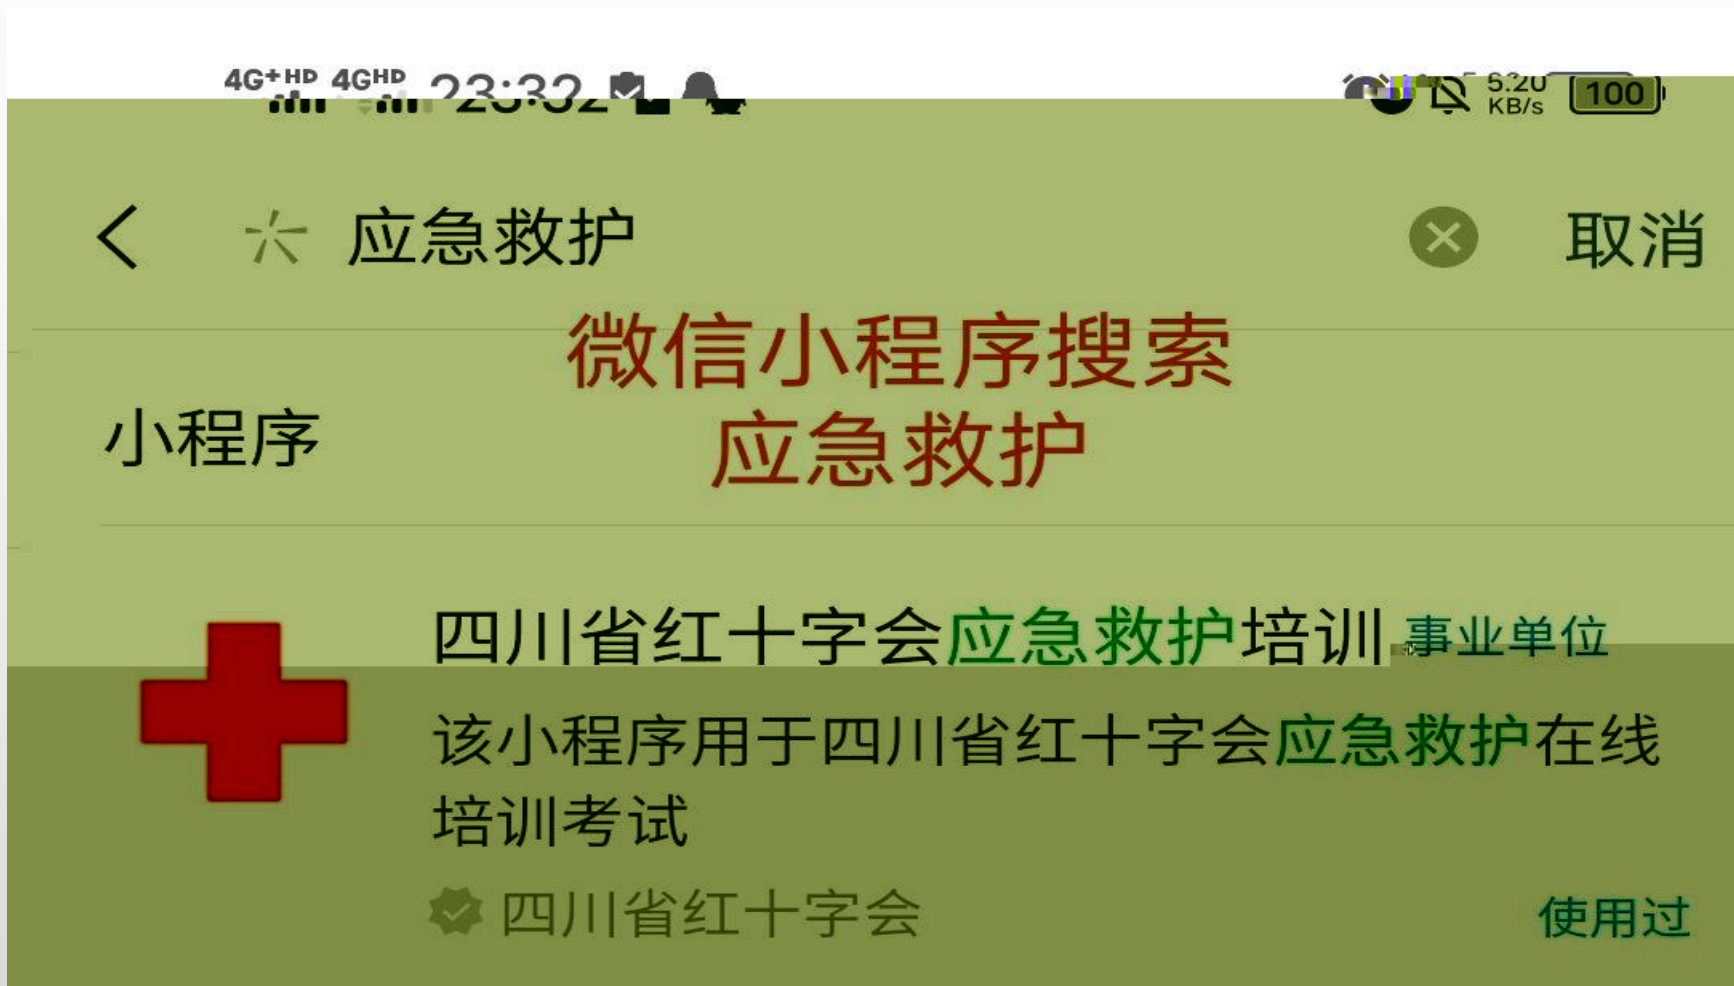 4G+HD 4GHD 23:32 5.20 KB/s 100
应急救护 取消
微信小程序搜索
应急救护
小程序
四川省红十字会应急救护培训 事业单位
该小程序用于四川省红十字会应急救护在线
培训考试
四川省红十字会 使用过